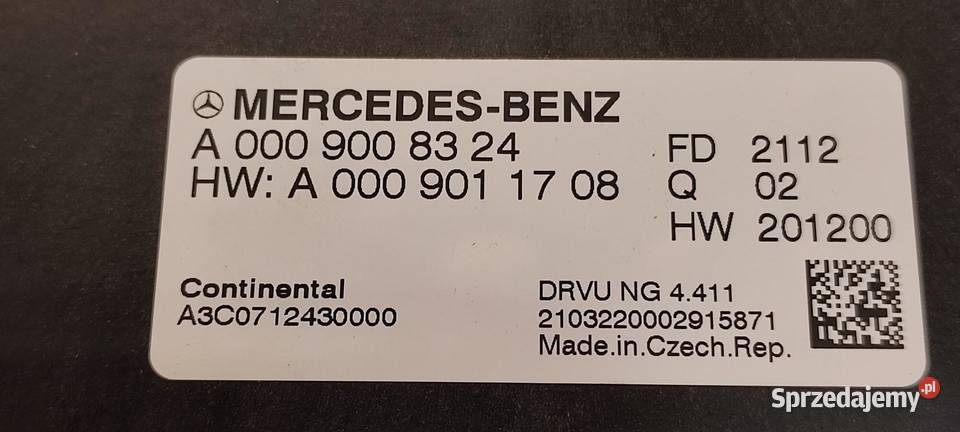 MERCEDES-BENZ
A 000 900 83 24
HW: A 000 901 17 08
FD 2112
Q 02
HW 201200
Continental
A3C0712430000
DRVU NG 4.411
2103220002915871
Made.in.Czech.Rep.
Sprzedajemy.pl